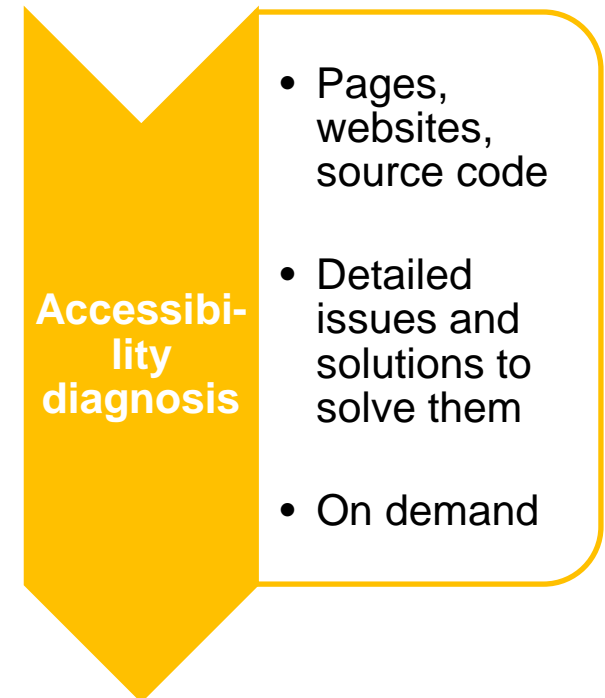 Accessibi-
lity
diagnosis
• Pages,
websites,
source code
• Detailed
issues and
solutions to
solve them
• On demand